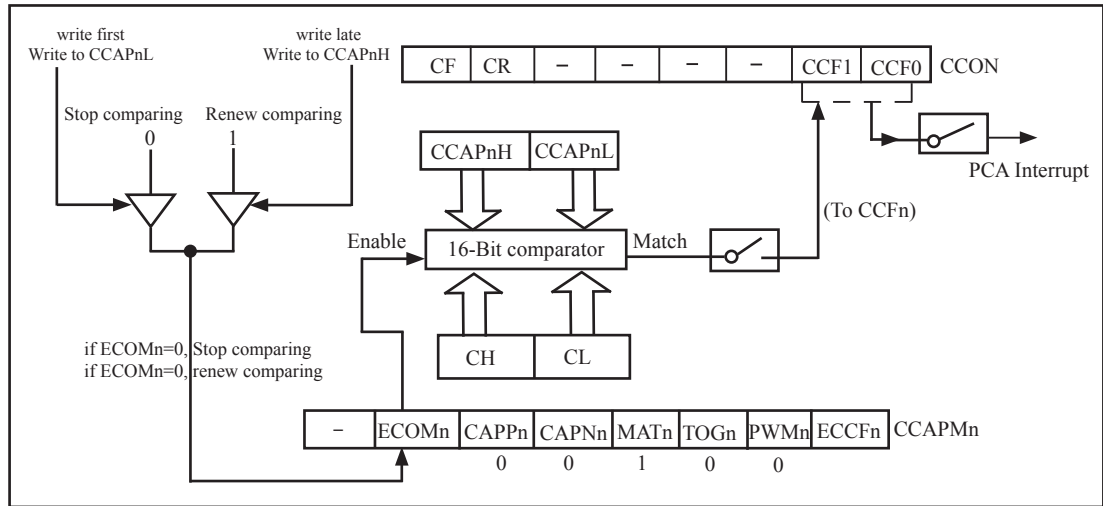 write first
Write to CCAPnL
write late
Write to CCAPnH
CF CR – – – – CCF1 CCF0 CCON
Stop comparing
0
Renew comparing
1
PCA Interrupt
CCAPnH CCAPnL
(To CCFn)
Enable
16-Bit comparator
Match
CH CL
if ECOMn=0, Stop comparing
if ECOMn=0, renew comparing
– ECOMn CAPPn CAPNn MATn TOGn PWMn ECCFn CCAPMn
0 0 1 0 0